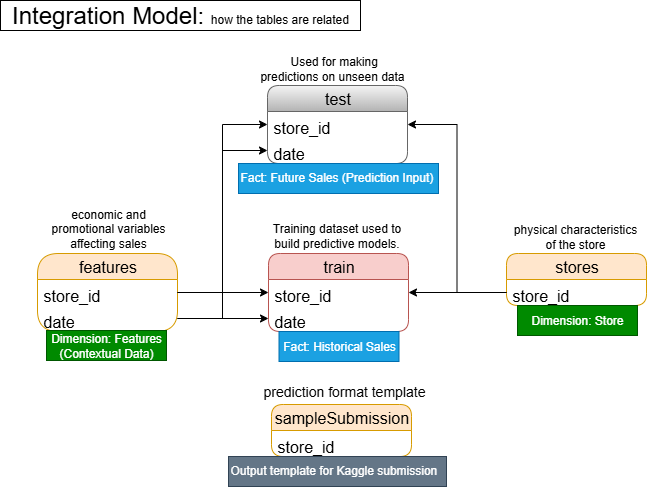 Integration Model: how the tables are related
Used for making
predictions on unseen data
test
store_id
date
Fact: Future Sales (Prediction Input)
economic and
promotional variables
affecting sales
features
store_id
date
Dimension: Features
(Contextual Data)
Training dataset used to
build predictive models.
train
store_id
date
Fact: Historical Sales
physical characteristics
of the store
stores
store_id
Dimension: Store
prediction format template
sampleSubmission
store_id
Output template for Kaggle submission